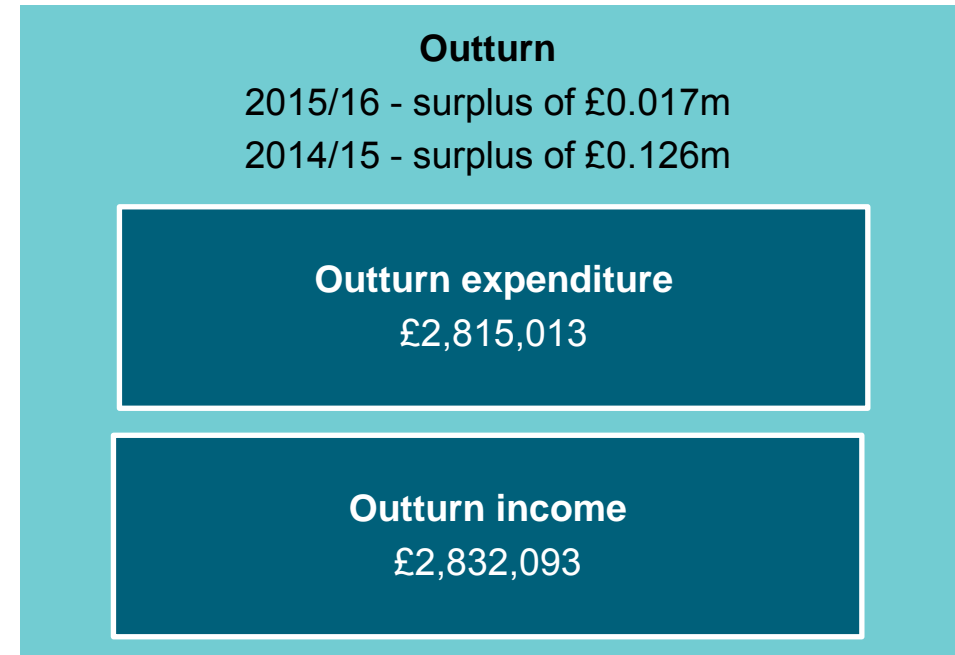 Outturn
2015/16 - surplus of £0.017m
2014/15 - surplus of £0.126m
Outturn expenditure
£2,815,013
Outturn income
£2,832,093